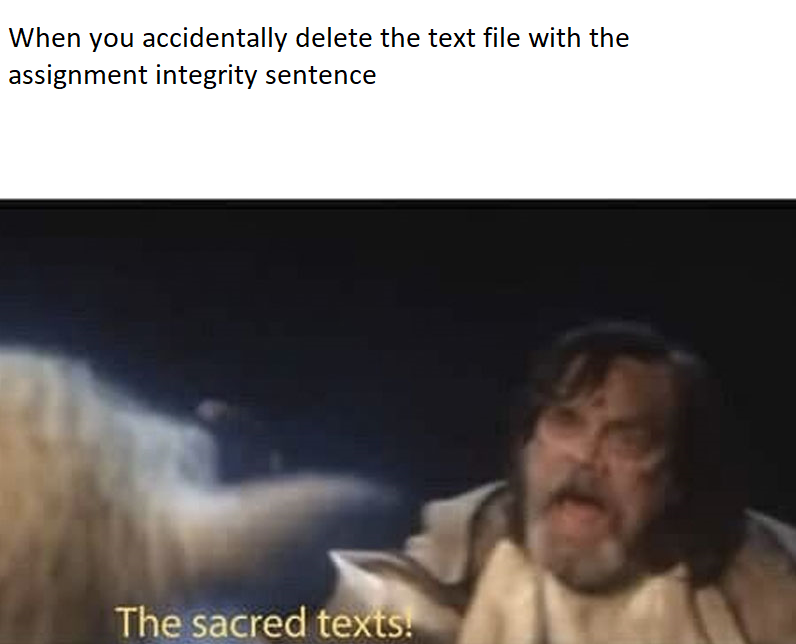 When you accidentally delete the text file with the
assignment integrity sentence
The sacred texts!